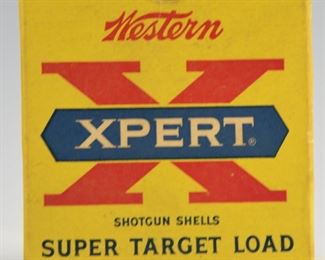 Western
X
XPERT®
SHOTGUN SHELLS
SUPER TARGET LOAD